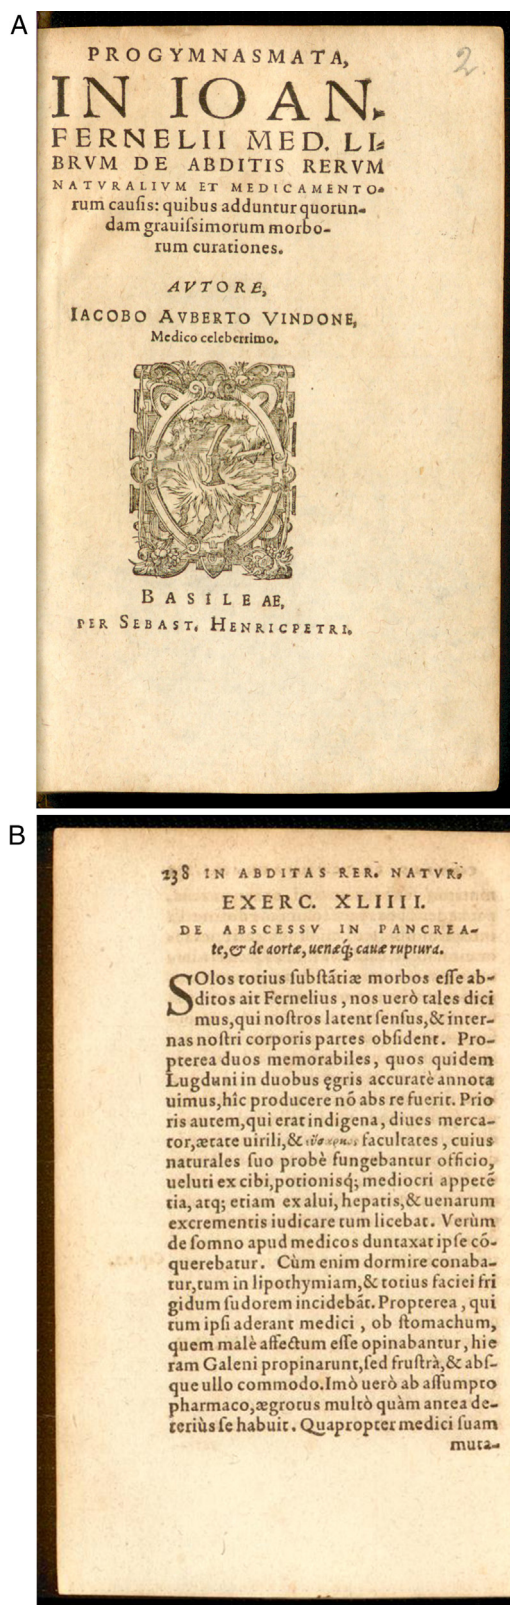 A
2.
PROGYMNASMATA,
IN IOAN.
FERNELII MED. LI-
BRVM DE ABDITIS RERVM
NATVRALIVM ET MEDICAMENTO-
rum cauſis: quibus adduntur quorun-
dam grauiſsimorum morbo-
rum curationes.
AVTORE,
IACOBO AVBERTO VINDONE,
Medico celeberrimo.
BASILEAE,
PER SEBAST. HENRICPETRI.
B
238 IN ABDITAS RER. NATVR.
EXERC. XLIIII.
DE ABSCESSV IN PANCREA-
te, & de aortæ, uenæq; cauæ ruptura.
SOlos totius ſubſtãtiæ morbos eſſe ab-
ditos ait Fernelius, nos uerò tales dici
mus, qui noſtros latent ſenſus, & inter-
nas noſtri corporis partes obſident. Pro-
pterea duos memorabiles, quos quidem
Lugduni in duobus ęgris accuratè annota
uimus, hîc producere nõ abs re fuerit. Prio
ris autem, qui erat indigena, diues merca-
tor, ætate uirili, & facultates, cuius
naturales ſuo probè fungebantur officio,
ueluti ex cibi, potionisq́; mediocri appetẽ
tia, atq; etiam ex alui, hepatis, & uenarum
excrementis iudicare tum licebat. Verùm
de ſomno apud medicos duntaxat ipſe cõ-
querebatur. Cùm enim dormire conaba-
tur, tum in lipothymiam, & totius faciei fri
gidum ſudorem incidebãt. Propterea, qui
tum ipſi aderant medici, ob ſtomachum,
quem malè affectum eſſe opinabantur, hie
ram Galeni propinarunt, ſed fruſtrà, & abſ-
que ullo commodo. Imò uerò ab aſſumpto
pharmaco, ægrotus multò quàm antea de-
teriùs ſe habuit. Quapropter medici ſuam
muta-